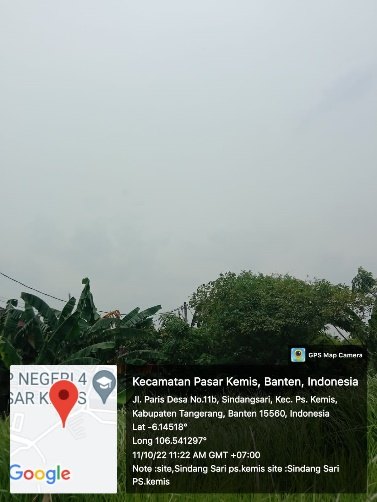 GPS Map Camera
P NEGERI 4
SAR KEMIS
Google
Kecamatan Pasar Kemis, Banten, Indonesia
Jl. Paris Desa No.11b, Sindangsari, Kec. Ps. Kemis,
Kabupaten Tangerang, Banten 15560, Indonesia
Lat -6.14518°
Long 106.541297°
11/10/22 11:22 AM GMT +07:00
Note :site,Sindang Sari ps.kemis site :Sindang Sari
PS.kemis